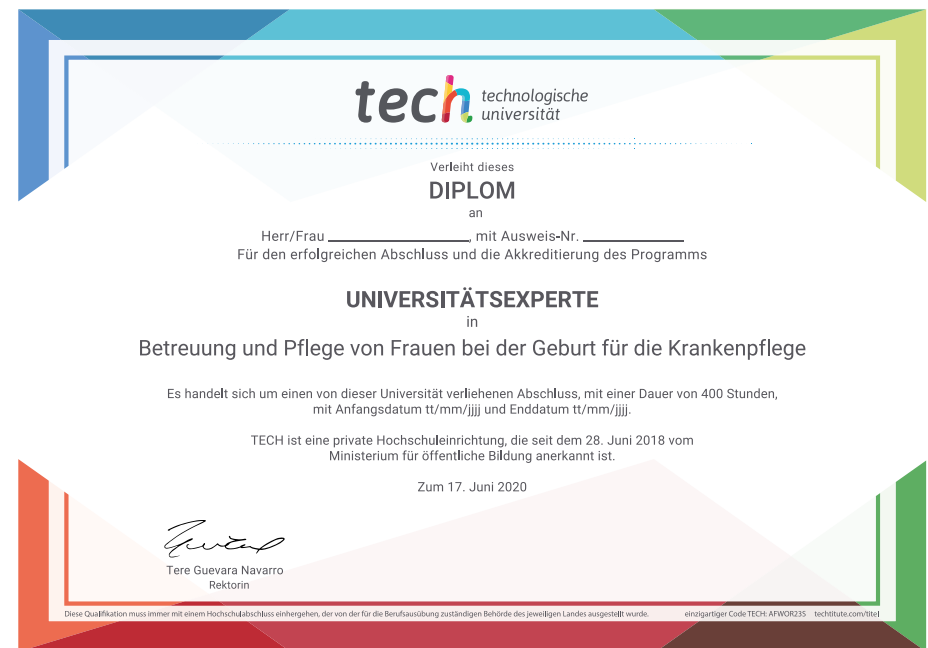 tech technologische
universität
Verleiht dieses
DIPLOM
an
Herr/Frau ____________, mit Ausweis-Nr. ____________
Für den erfolgreichen Abschluss und die Akkreditierung des Programms
UNIVERSITÄTSEXPERTE
in
Betreuung und Pflege von Frauen bei der Geburt für die Krankenpflege
Es handelt sich um einen von dieser Universität verliehenen Abschluss, mit einer Dauer von 400 Stunden,
mit Anfangsdatum tt/mm/jjjj und Enddatum tt/mm/jjjj.
TECH ist eine private Hochschuleinrichtung, die seit dem 28. Juni 2018 vom
Ministerium für öffentliche Bildung anerkannt ist.
Zum 17. Juni 2020
Tere Guevara Navarro
Rektorin
Diese Qualifikation muss immer mit einem Hochschulabschluss einhergehen, der von der für die Berufsausübung zuständigen Behörde des jeweiligen Landes ausgestellt wurde. einzigartiger Code TECH: AFWOR23S techtitute.com/titel